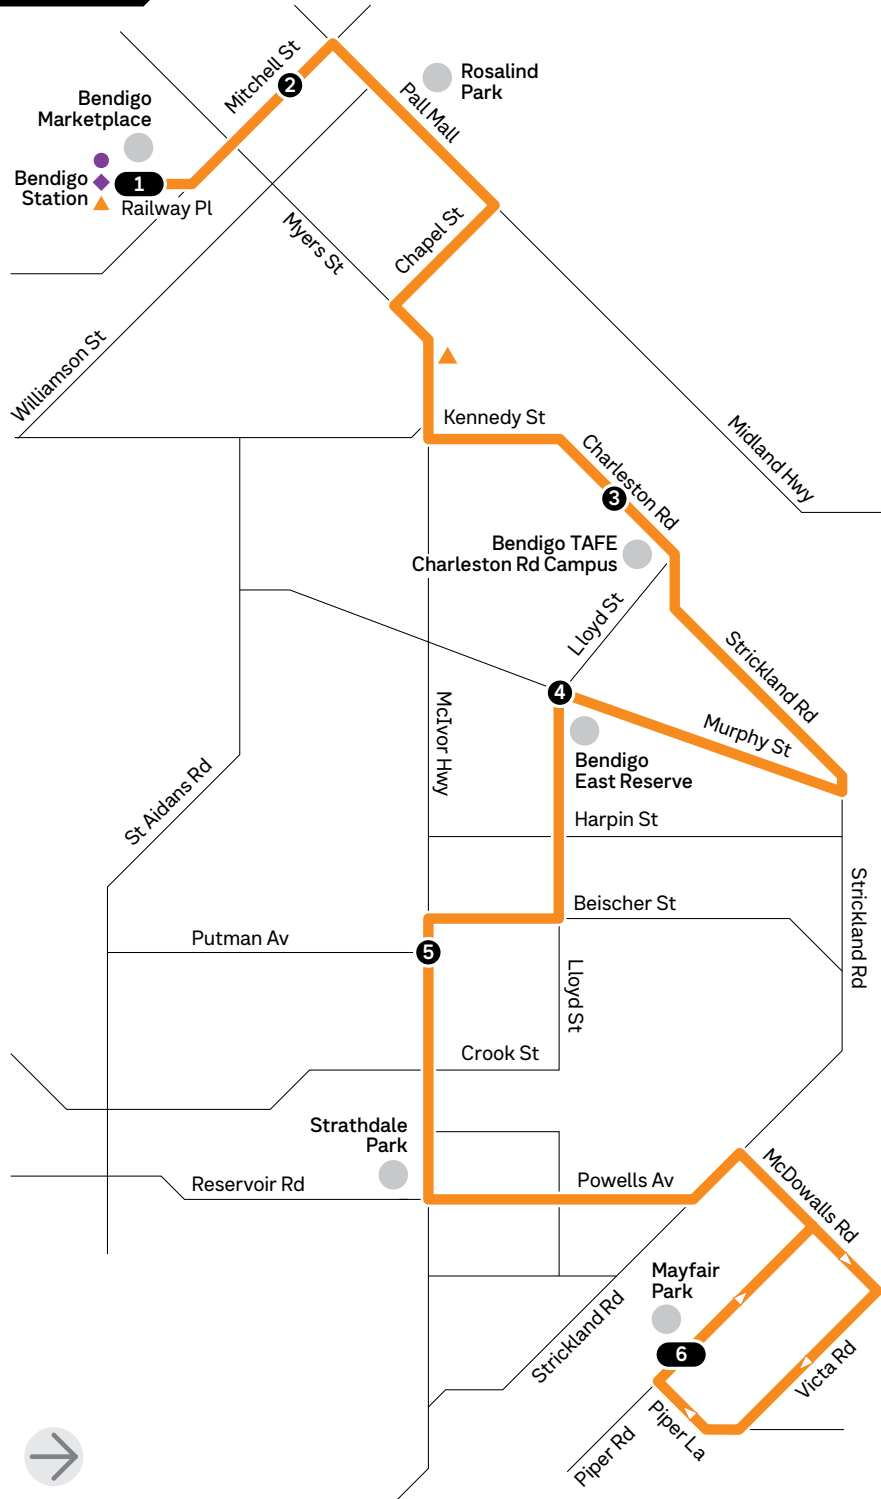 Mitchell St
2
Rosalind
Park
Pall Mall
Bendigo
Marketplace
Bendigo
Station
1
Railway Pl
Myers St
Chapel St
Williamson St
Kennedy St
Midland Hwy
Charleston Rd
3
Bendigo TAFE
Charleston Rd Campus
Lloyd St
Strickland Rd
4
McIvor Hwy
Murphy St
Bendigo
East Reserve
St Aidans Rd
Harpin St
Strickland Rd
Beischer St
Putman Av
5
Lloyd St
Crook St
Strathdale
Park
Reservoir Rd
Powells Av
McDowalls Rd
Mayfair
Park
Strickland Rd
6
Victa Rd
Piper La
Piper Rd